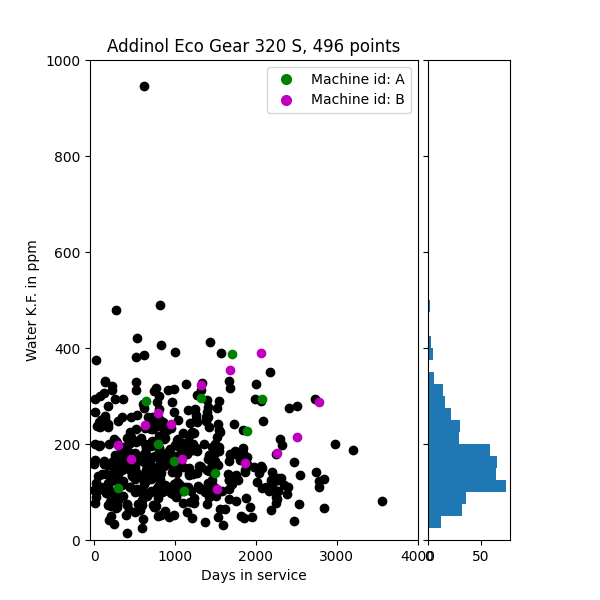 Addinol Eco Gear 320 S, 496 points
Machine id: A
Machine id: B
Water K.F. in ppm
1000
800
600
400
200
0
0 1000 2000 3000 4000
0 50
Days in service